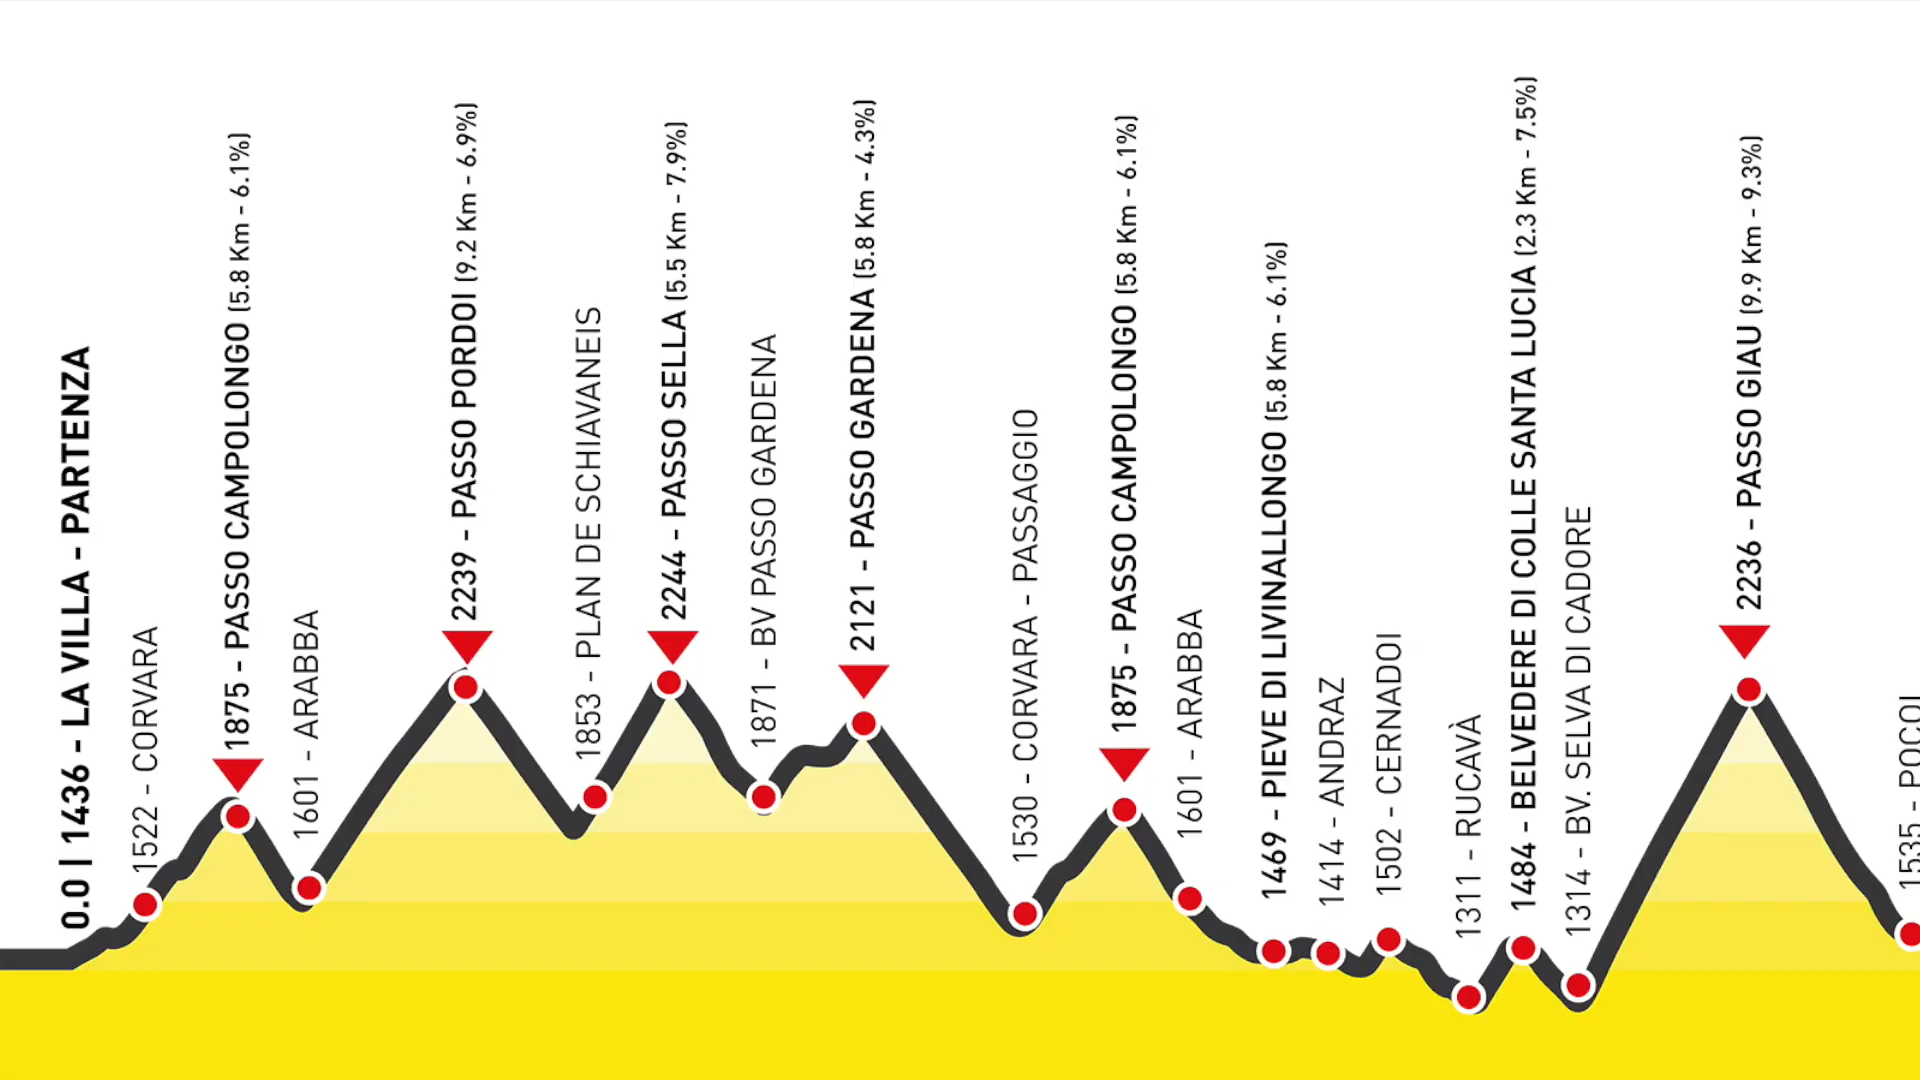 0.0 | 1436 - LA VILLA - PARTENZA
1522 - CORVARA
1875 - PASSO CAMPOLONGO (5.8 Km - 6.1%)
1601 - ARABBA
2239 - PASSO PORDOI (9.2 Km - 6.9%)
1853 - PLAN DE SCHIAVANEIS
2244 - PASSO SELLA (5.5 Km - 7.9%)
1871 - BV PASSO GARDENA
2121 - PASSO GARDENA (5.8 Km - 4.3%)
1530 - CORVARA - PASSAGGIO
1875 - PASSO CAMPOLONGO (5.8 Km - 6.1%)
1601 - ARABBA
1469 - PIEVE DI LIVINALLONGO (5.8 Km - 6.1%)
1414 - ANDRAZ
1502 - CERNADOI
1311 - RUCAVÀ
1484 - BELVEDERE DI COLLE SANTA LUCIA (2.3 Km - 7.5%)
1314 - BV. SELVA DI CADORE
2236 - PASSO GIAU (9.9 Km - 9.3%)
1535 - POCOL